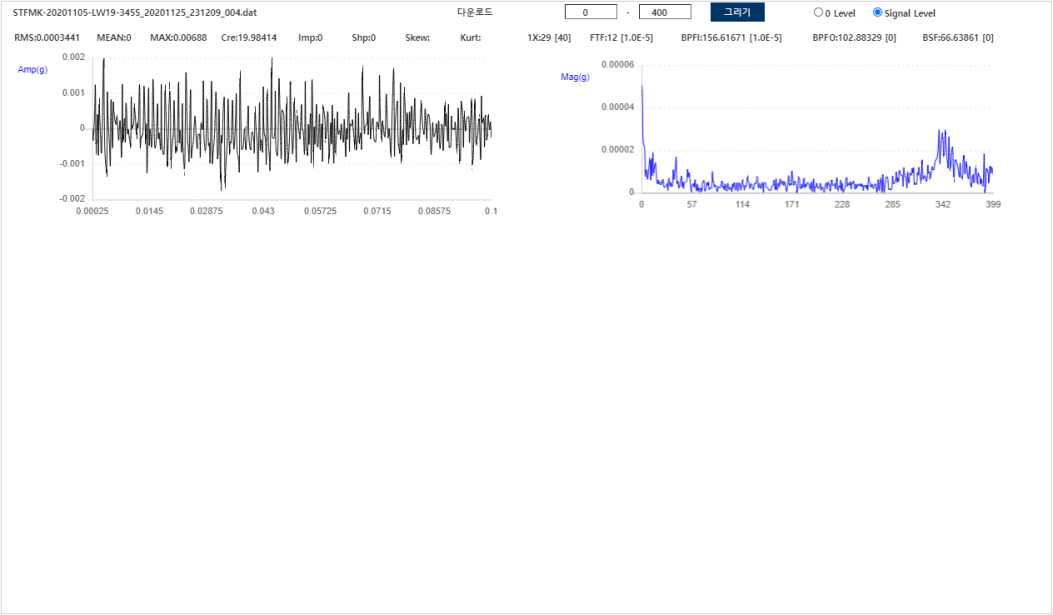 STFMK-20201105-LW19-3455_20201125_231209_004.dat 다운로드 0 - 400 그리기 0 Level Signal Level
RMS:0.0003441 MEAN:0 MAX:0.00688 Cre:19.98414 Imp:0 Shp:0 Skew: Kurt: 1X:29 [40] FTF:12 [1.0E-5] BPFI:156.61671 [1.0E-5] BPFO:102.88329 [0] BSF:66.63861 [0]
Amp(g)
0.002
0.001
0
-0.001
-0.002
0.00025 0.0145 0.02875 0.043 0.05725 0.0715 0.08575 0.1
Mag(g)
0.00006
0.00004
0.00002
0
0 57 114 171 228 285 342 399